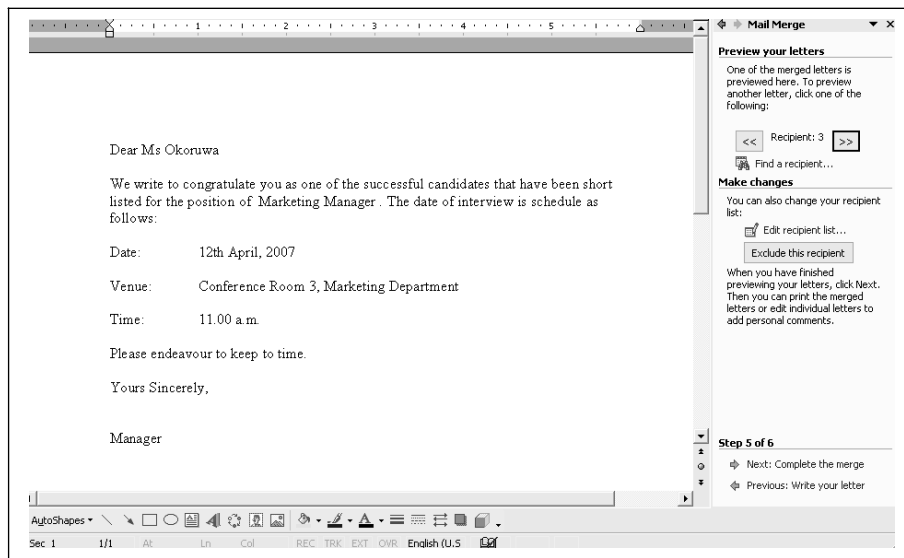 1 2 3 4 5
Dear Ms Okoruwa
We write to congratulate you as one of the successful candidates that have been short
listed for the position of Marketing Manager . The date of interview is schedule as
follows:
Date: 12th April, 2007
Venue: Conference Room 3, Marketing Department
Time: 11.00 a.m.
Please endeavour to keep to time.
Yours Sincerely,
Manager
Mail Merge
Preview your letters
One of the merged letters is
previewed here. To preview
another letter, click one of the
following:
<< Recipient: 3 >>
Find a recipient...
Make changes
You can also change your recipient
list:
Edit recipient list...
Exclude this recipient
When you have finished
previewing your letters, click Next.
Then you can print the merged
letters or edit individual letters to
add personal comments.
Step 5 of 6
Next: Complete the merge
Previous: Write your letter
AutoShapes
Sec 1 1/1 At Ln Col REC TRK EXT OVR English (U.S